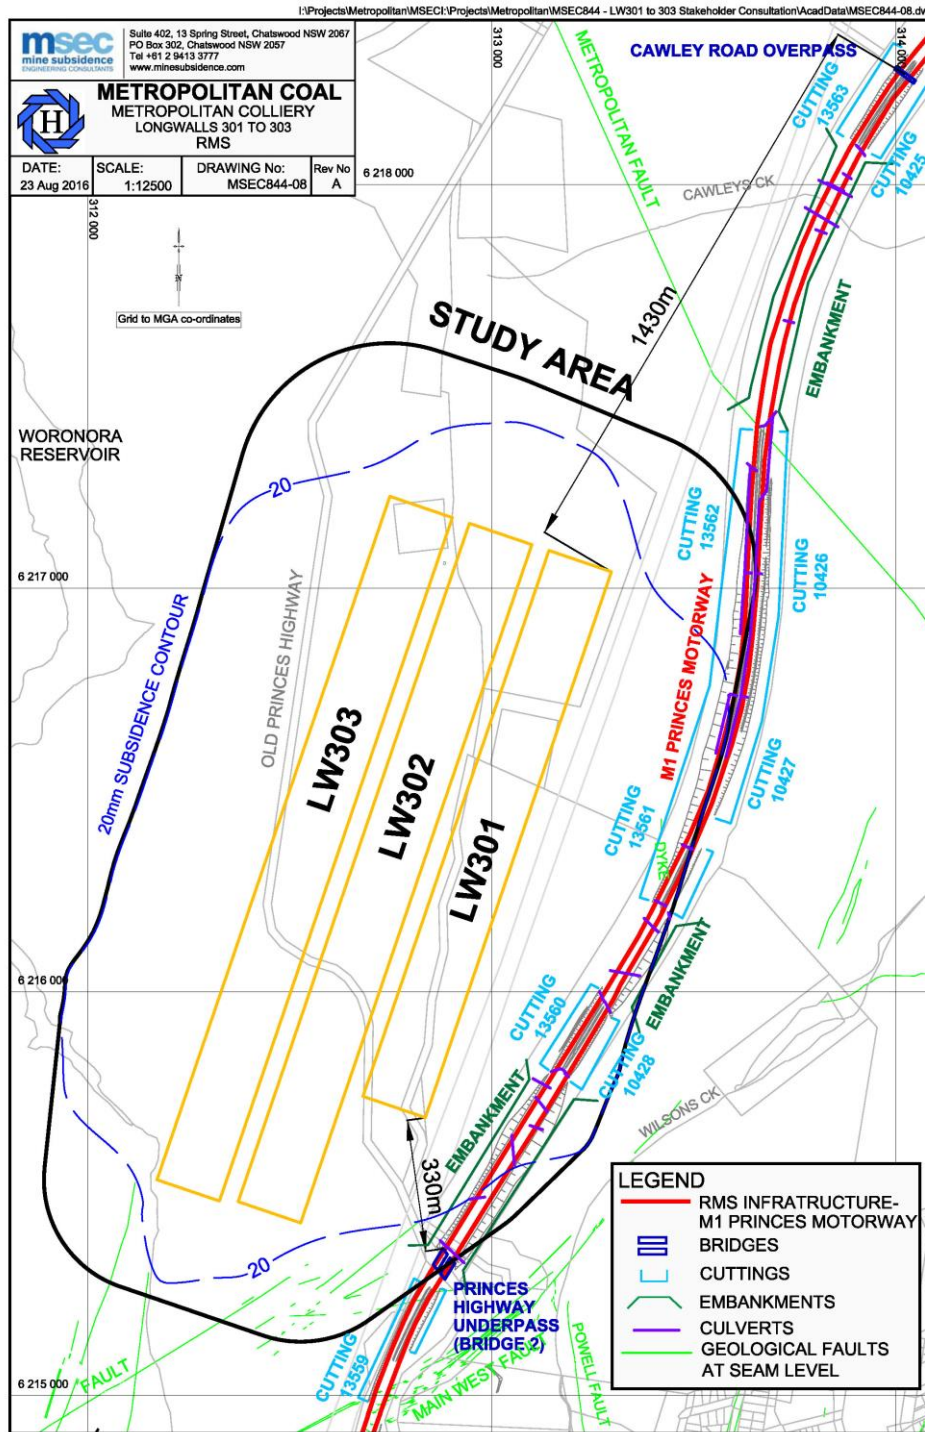 I:\Projects\Metropolitan\MSECI:\Projects\Metropolitan\MSEC844 - LW301 to 303 Stakeholder Consultation\AcadData\MSEC844-08.dw
msec
mine subsidence
ENGINEERING CONSULTANTS
Suite 402, 13 Spring Street, Chatswood NSW 2067
PO Box 302, Chatswood NSW 2057
Tel +61 2 9413 3777
www.minesubsidence.com
H
METROPOLITAN COAL
METROPOLITAN COLLIERY
LONGWALLS 301 TO 303
RMS
DATE:
23 Aug 2016
SCALE:
1:12500
DRAWING No:
MSEC844-08
Rev No
A
312 000
313 000
314 000
6 218 000
6 217 000
6 216 000
6 215 000
N
Grid to MGA co-ordinates
METROPOLITAN FAULT
CAWLEY ROAD OVERPASS
CUTTING
13563
CUTTING
10425
CAWLEYS CK
1430m
EMBANKMENT
STUDY AREA
WORONORA
RESERVOIR
20
CUTTING
13562
CUTTING
10426
20mm SUBSIDENCE CONTOUR
OLD PRINCES HIGHWAY
M1 PRINCES MOTORWAY
LW303
LW302
LW301
CUTTING
10427
CUTTING
13561
DYKE
EMBANKMENT
CUTTING
13560
CUTTING
10428
EMBANKMENT
WILSONS CK
330m
20
PRINCES
HIGHWAY
UNDERPASS
(BRIDGE 2)
CUTTING
13559
FAULT
MAIN WEST FAULT
POWELL FAULT
LEGEND
RMS INFRATRUCTURE-
M1 PRINCES MOTORWAY
BRIDGES
CUTTINGS
EMBANKMENTS
CULVERTS
GEOLOGICAL FAULTS
AT SEAM LEVEL